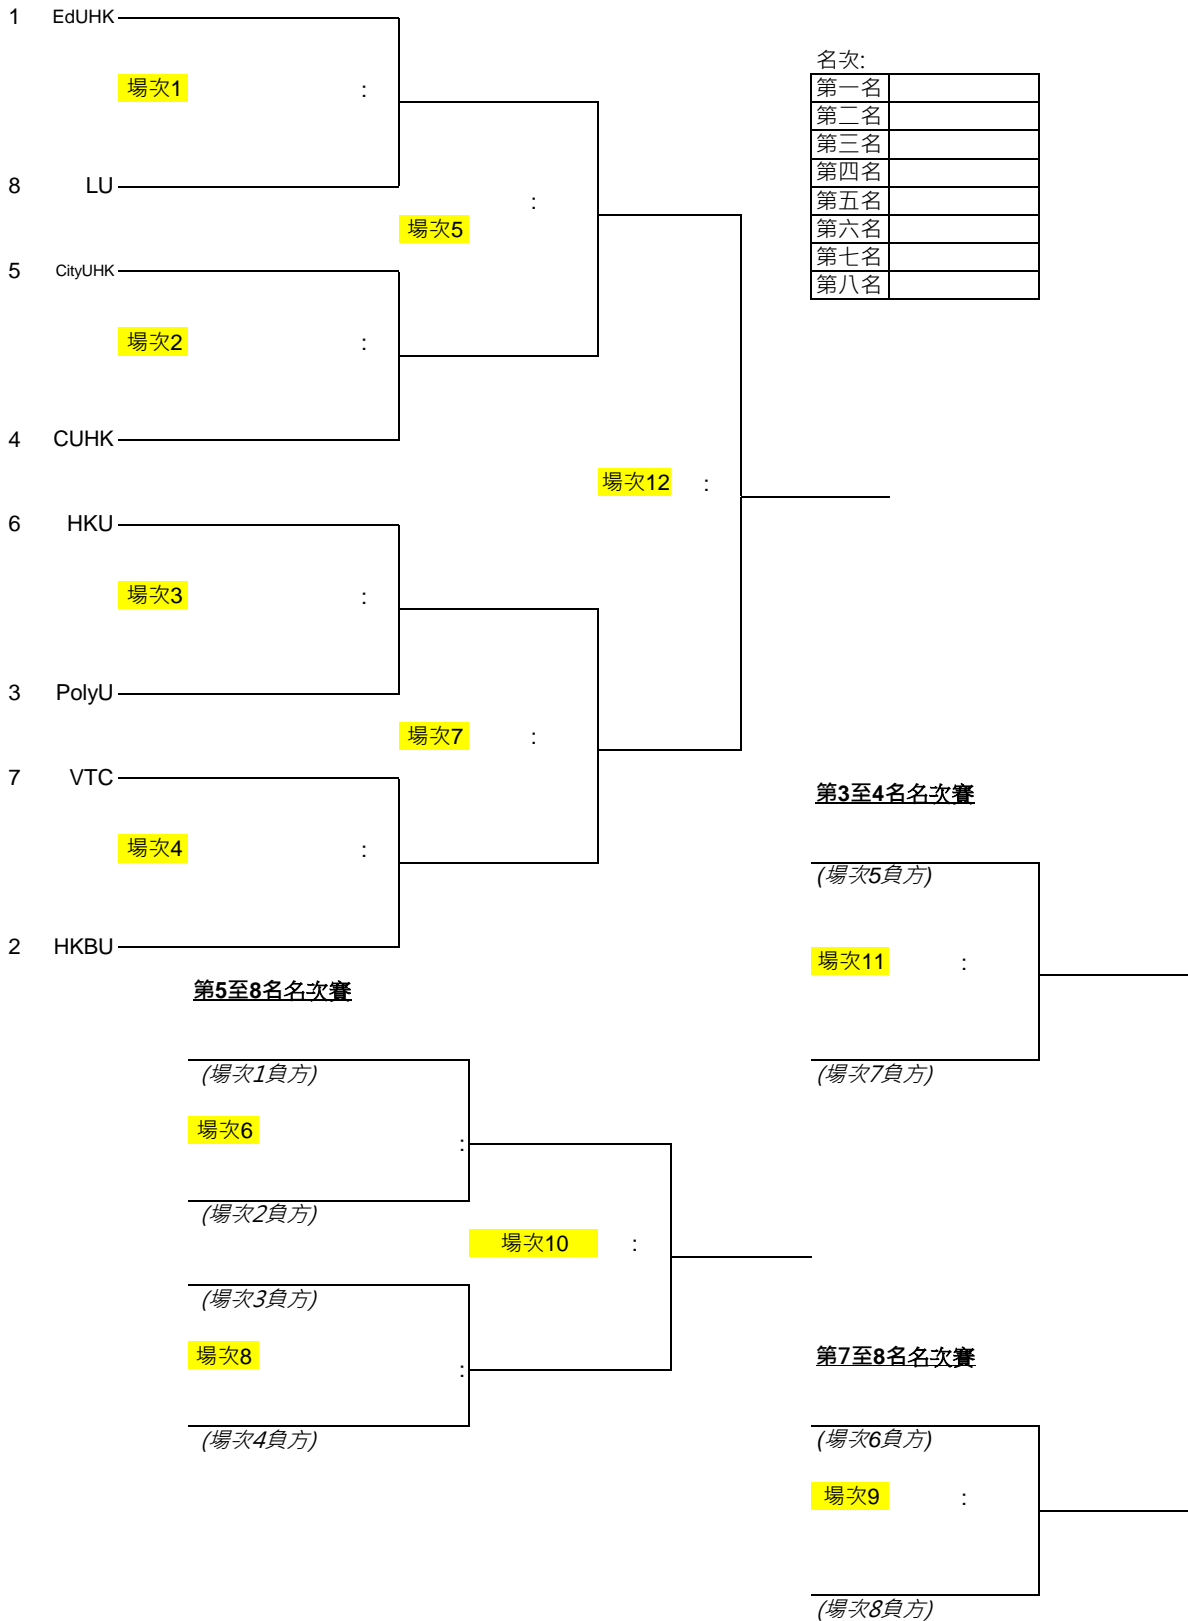 1 EdUHK
名次:
場次1 :
第一名
第二名
第三名
第四名
第五名
第六名
第七名
第八名
8 LU
:
場次5
5 CityUHK
場次2 :
4 CUHK
場次12 :
6 HKU
場次3 :
3 PolyU
場次7 :
7 VTC
第3至4名名次賽
場次4 :
(場次5負方)
2 HKBU
場次11 :
第5至8名名次賽
(場次1負方)
(場次7負方)
場次6 :
(場次2負方)
場次10 :
(場次3負方)
場次8 :
第7至8名名次賽
(場次4負方)
(場次6負方)
場次9 :
(場次8負方)